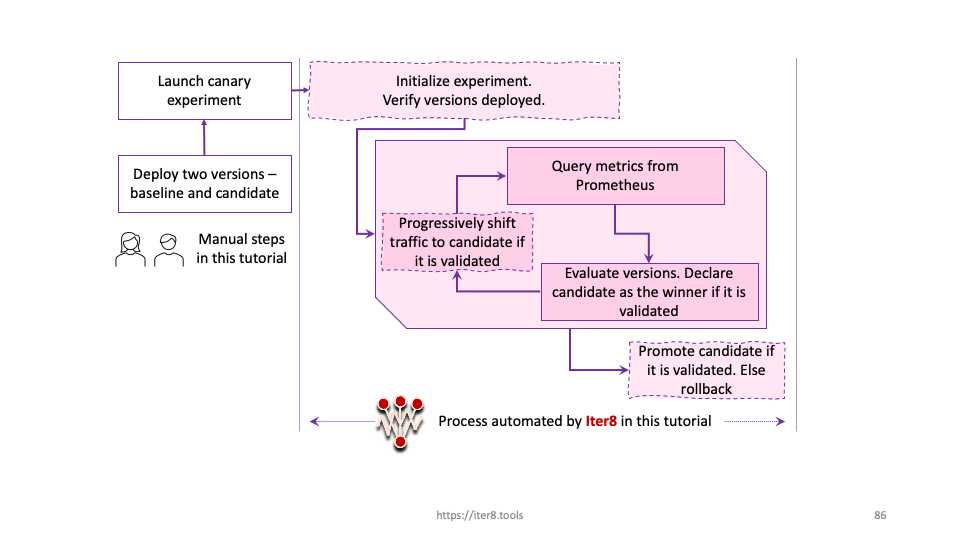 Launch canary
experiment
Initialize experiment.
Verify versions deployed.
Deploy two versions –
baseline and candidate
Manual steps
in this tutorial
Query metrics from
Prometheus
Progressively shift
traffic to candidate if
it is validated
Evaluate versions. Declare
candidate as the winner if it is
validated
Promote candidate if
it is validated. Else
rollback
Process automated by Iter8 in this tutorial
https://iter8.tools
86